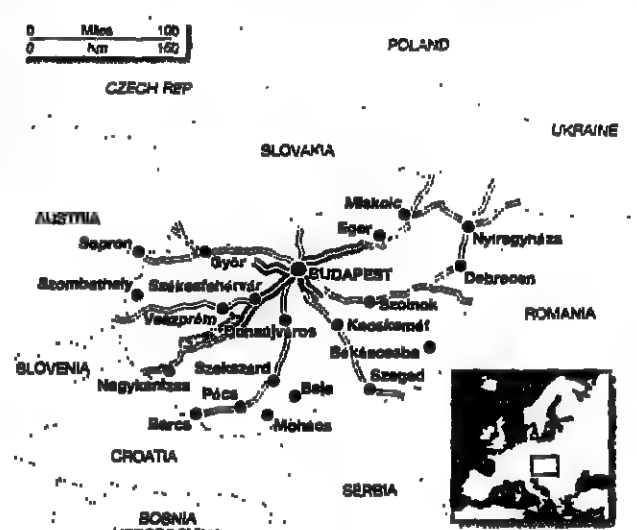 0 Miles 100
0 Km 160
POLAND
CZECH REP
UKRAINE
SLOVAKIA
Miskolc
AUSTRIA
Eger
Sopron
Nyíregyháza
Győr
BUDAPEST
Debrecen
Szombathely
Székesfehérvár
Szolnok
Veszprém
ROMANIA
Dunaújváros
Kecskemét
Békéscsaba
SLOVENIA
Szekszárd
Nagykanizsa
Szeged
Pécs
Baja
Barcs
Mohács
CROATIA
SERBIA
BOSNIA